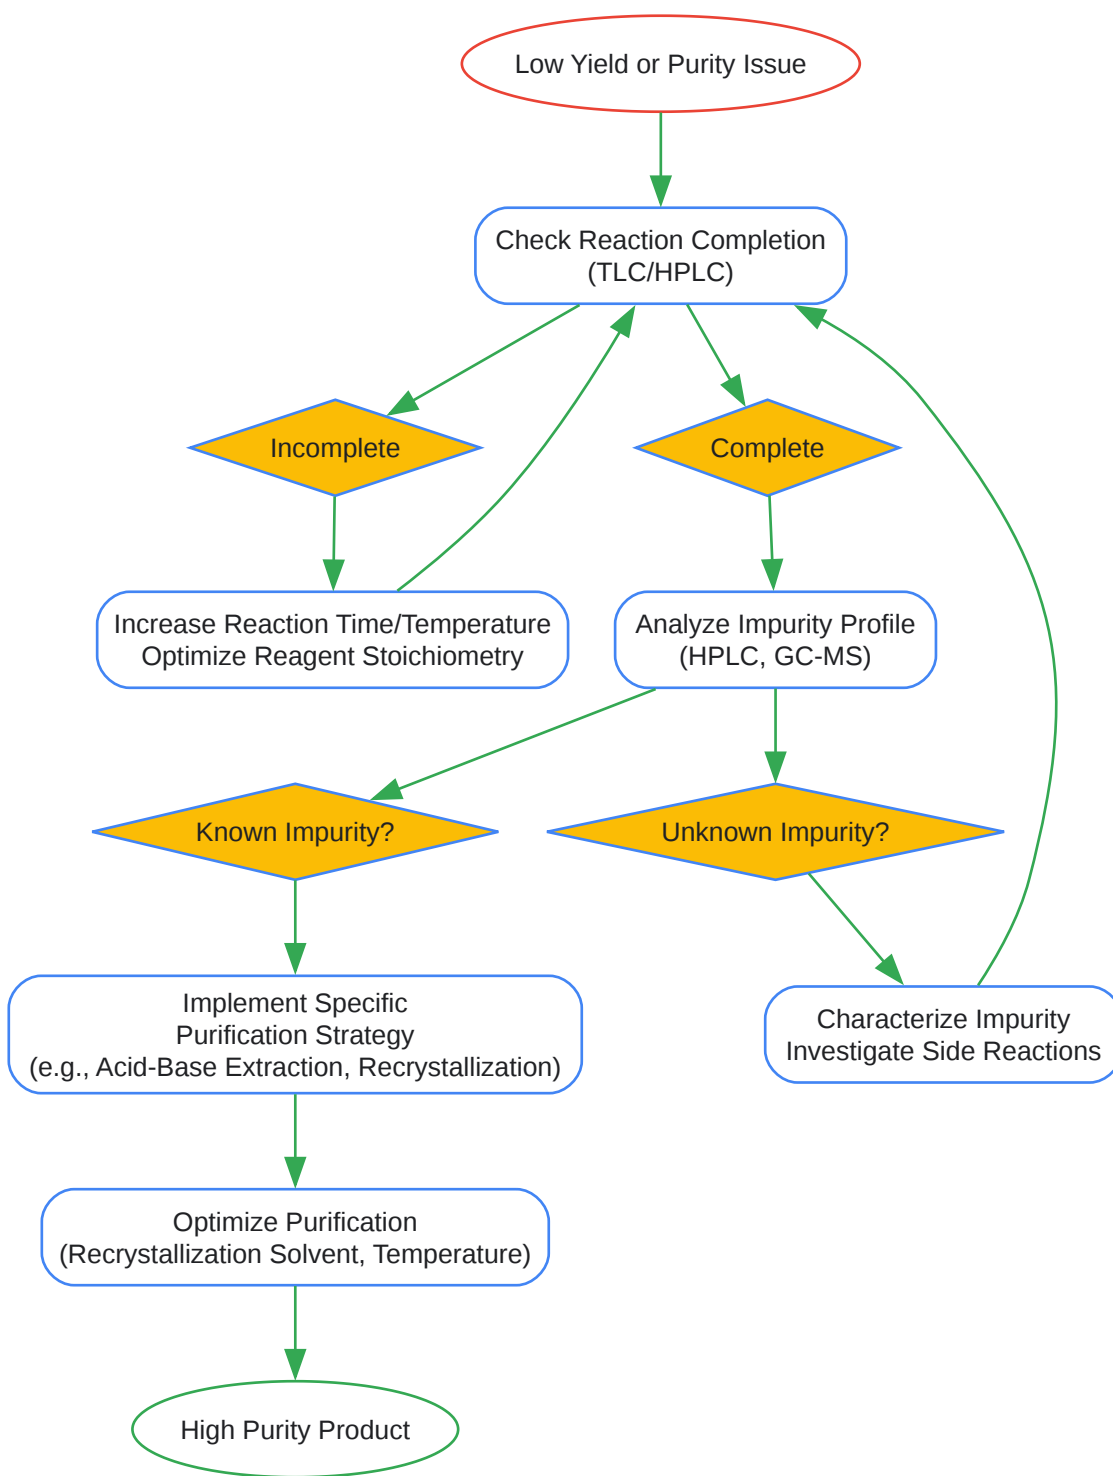 Low Yield or Purity Issue
Check Reaction Completion
(TLC/HPLC)
Incomplete
Complete
Increase Reaction Time/Temperature
Optimize Reagent Stoichiometry
Analyze Impurity Profile
(HPLC, GC-MS)
Known Impurity?
Unknown Impurity?
Implement Specific
Purification Strategy
(e.g., Acid-Base Extraction, Recrystallization)
Characterize Impurity
Investigate Side Reactions
Optimize Purification
(Recrystallization Solvent, Temperature)
High Purity Product